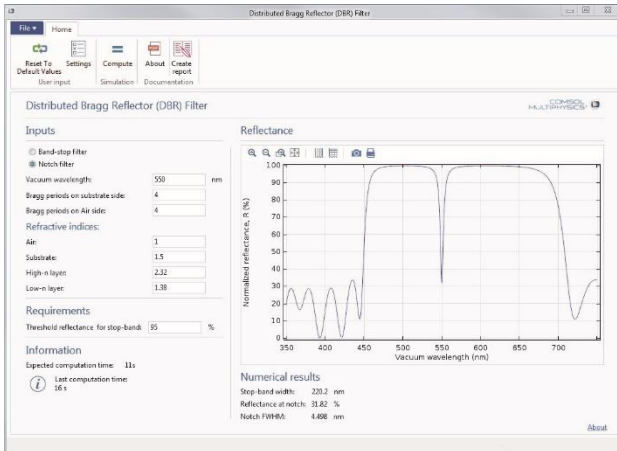 Distributed Bragg Reflector (DBR) Filter
File
Home
Reset To
Default Values
Settings
Compute
About
Create
report
User input
Simulation
Documentation
Distributed Bragg Reflector (DBR) Filter
COMSOL
MULTIPHYSICS
Inputs
Band-stop filter
Notch filter
Vacuum wavelength: 550 nm
Bragg periods on substrate side: 4
Bragg periods on Air side: 4
Refractive indices:
Air: 1
Substrate: 1.5
High-n layer: 2.32
Low-n layer: 1.38
Requirements
Threshold reflectance for stop-band: 95 %
Information
Expected computation time: 11s
Last computation time:
16 s
Reflectance
Normalized reflectance, R (%)
100
90
80
70
60
50
40
30
20
10
0
350 400 450 500 550 600 650 700
Vacuum wavelength (nm)
Numerical results
Stop-band width: 220.2 nm
Reflectance at notch: 31.82 %
Notch FWHM: 4.498 nm
About